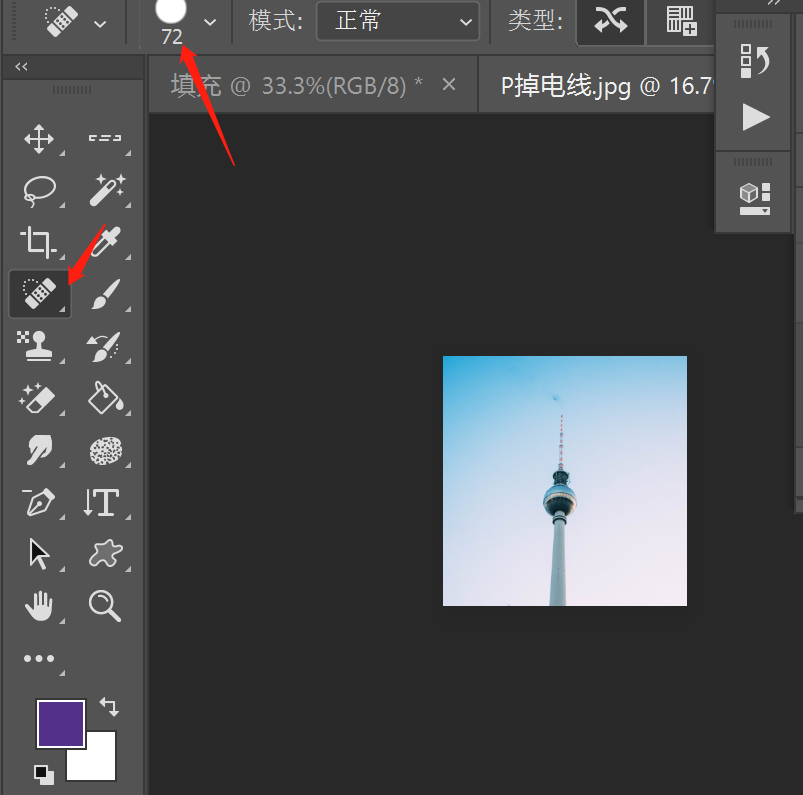 72
模式:
正常
类型:
填充 @ 33.3%(RGB/8) * ×
P掉电线.jpg @ 16.7